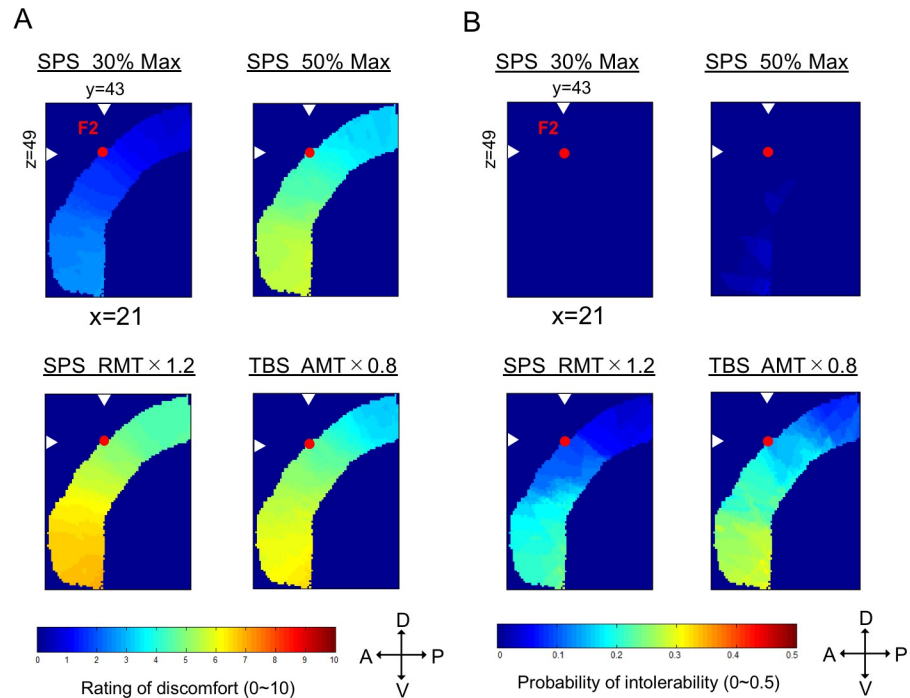 A
B
SPS 30% Max
SPS 50% Max
SPS 30% Max
SPS 50% Max
y=43
y=43
F2
F2
z=49
z=49
x=21
x=21
SPS RMT×1.2
TBS AMT×0.8
SPS RMT×1.2
TBS AMT×0.8
0 1 2 3 4 5 6 7 8 9 10
Rating of discomfort (0~10)
D
A P
V
0 0.1 0.2 0.3 0.4 0.5
Probability of intolerability (0~0.5)
D
A P
V